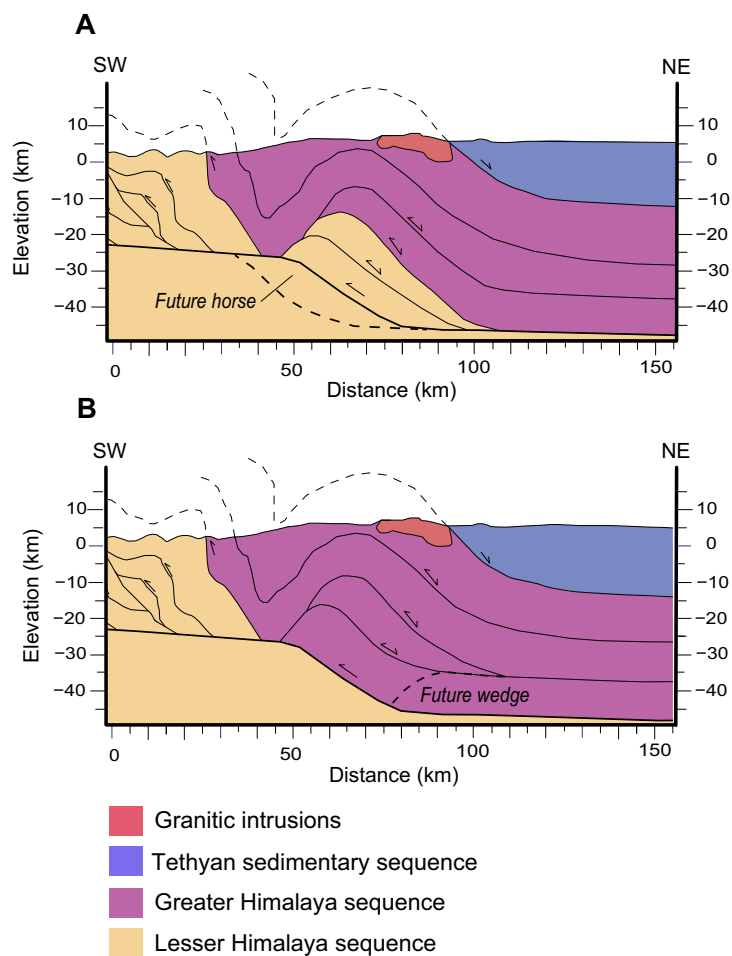 A
SW NE
10 10
0 0
−10 −10
−20 −20
−30 −30
−40 −40
Elevation (km)
Future horse
0 50 100 150
Distance (km)
B
SW NE
10 10
0 0
−10 −10
−20 −20
−30 −30
−40 −40
Elevation (km)
Future wedge
0 50 100 150
Distance (km)
Granitic intrusions
Tethyan sedimentary sequence
Greater Himalaya sequence
Lesser Himalaya sequence